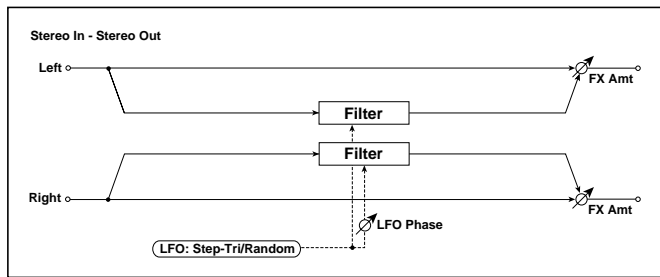 Stereo In - Stereo Out
Left
FX Amt
Filter
Filter
Right
FX Amt
LFO Phase
LFO: Step-Tri/Random